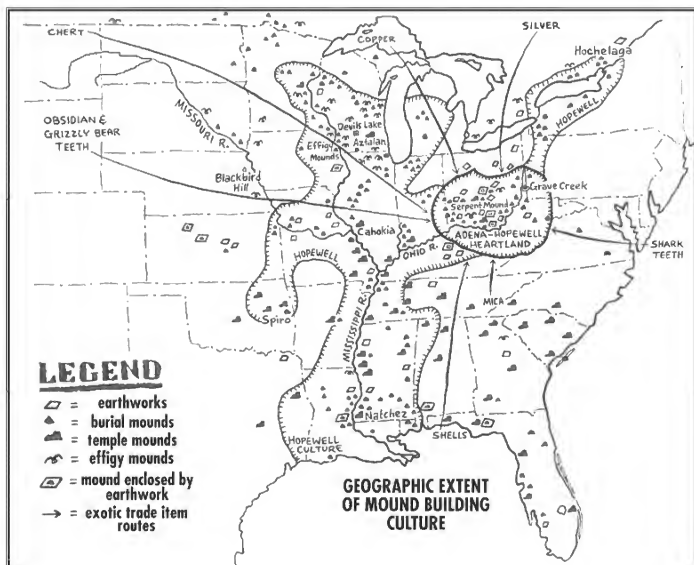 CHERT
COPPER
SILVER
Hochelaga
OBSIDIAN &
GRIZZLY BEAR
TEETH
MISSOURI R.
HOPEWELL
Devils Lake
Aztalan
Effigy
Mounds
Blackbird
Hill
Grave Creek
Serpent Mound
Cahokia
ADENA-HOPEWELL
HEARTLAND
OHIO R.
SHARK
TEETH
HOPEWELL
MICA
Spiro
MISSISSIPPI R.
LEGEND
= earthworks
= burial mounds
= temple mounds
= effigy mounds
= mound enclosed by
earthwork
= exotic trade item
routes
Natchez
SHELLS
HOPEWELL
CULTURE
GEOGRAPHIC EXTENT
OF MOUND BUILDING
CULTURE